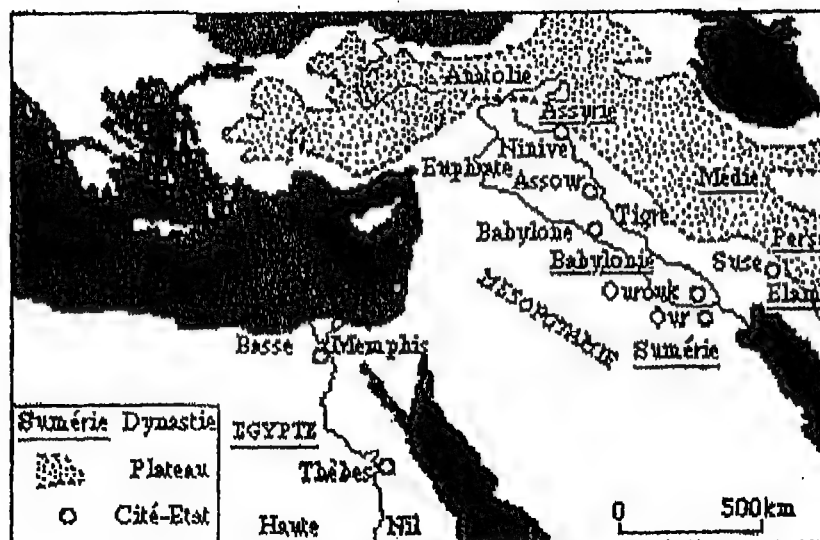 Anatolie
Assyrie
Ninive
Euphrate
Assour
Médie
Tigre
Babylone
Perse
Babylonie
Suse
MESOPOTAMIE
Ourouk
Elam
Our
Sumérie
Basse
Memphis
Sumérie Dynastie
EGYPTE
Plateau
Thèbes
Cité-Etat
0 500km
Haute
Nil